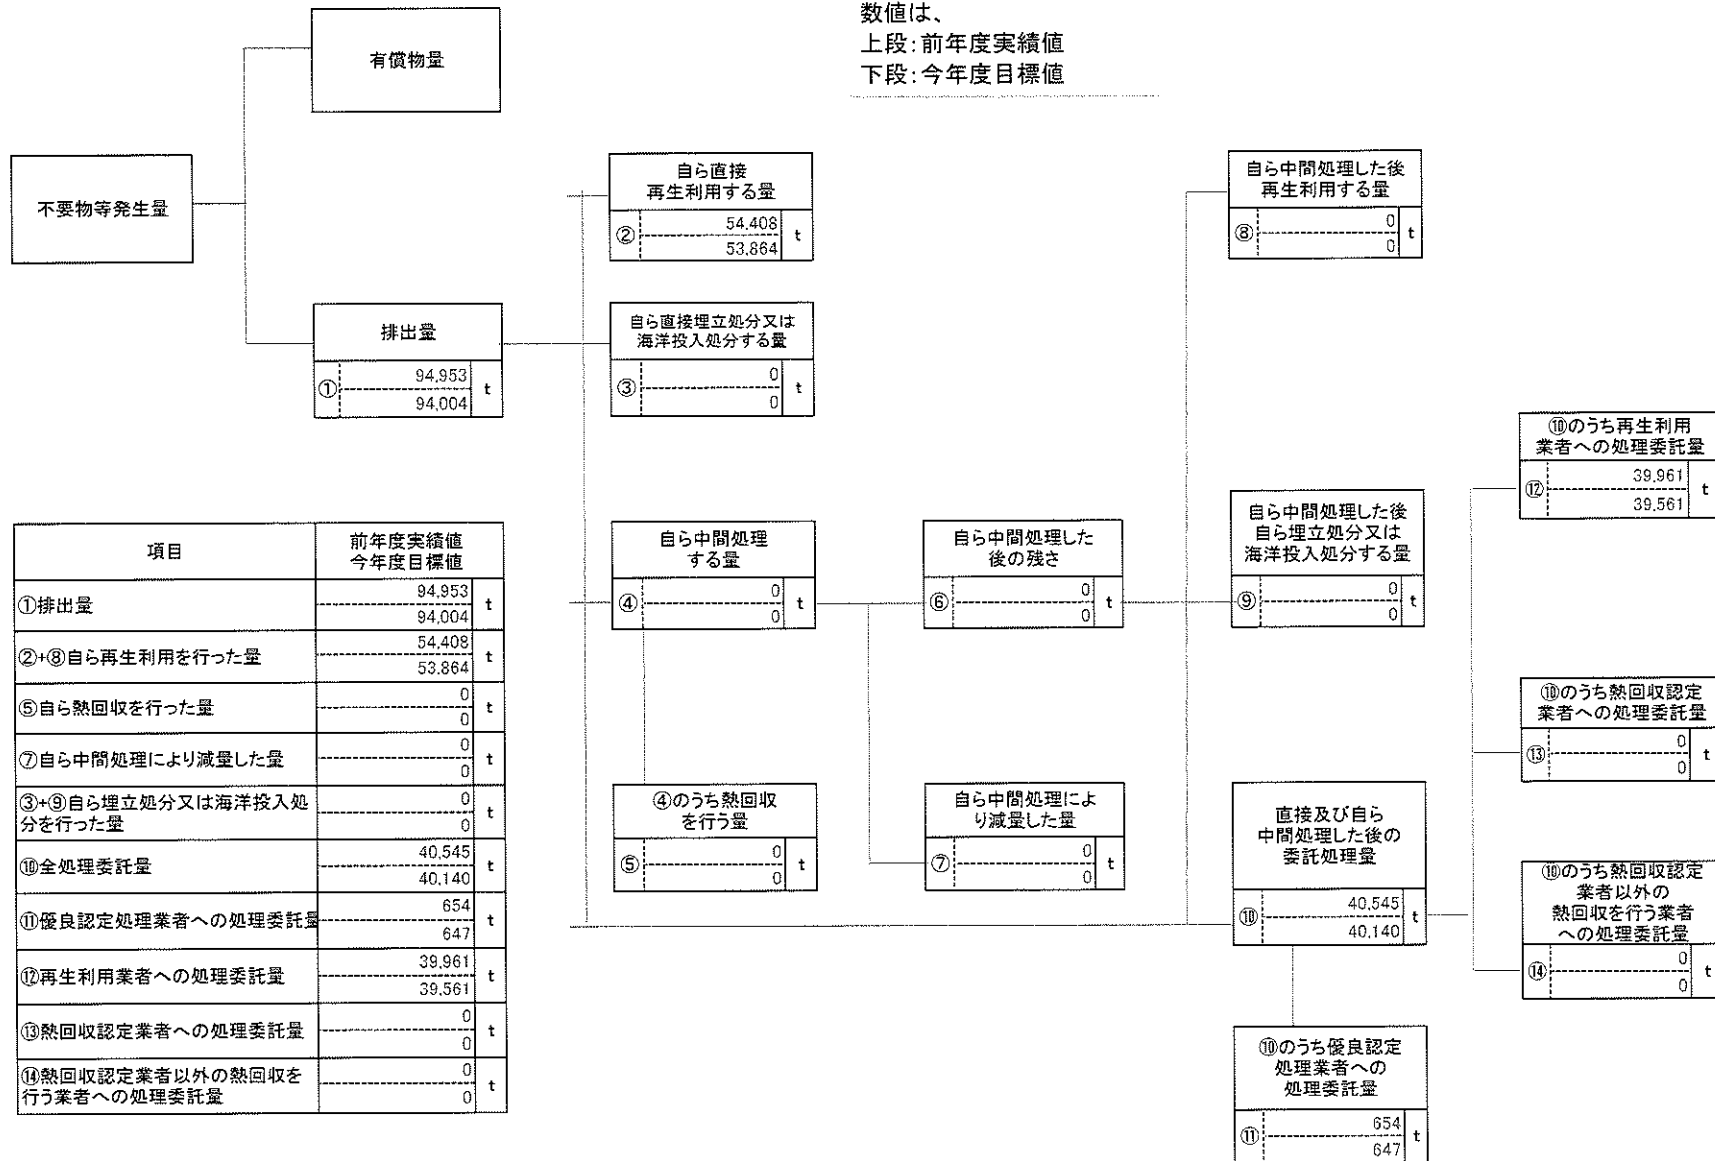 数値は、
上段：前年度実績値
下段：今年度目標値
有償物量
不要物等発生量
排出量
① 94,953 t
94,004
自ら直接
再生利用する量
② 54,408 t
53,864
自ら直接埋立処分又は
海洋投入処分する量
③ 0 t
0
自ら中間処理した後
再生利用する量
⑧ 0 t
0
⑩のうち再生利用
業者への処理委託量
⑫ 39,961 t
39,561
自ら中間処理
する量
④ 0 t
0
自ら中間処理した
後の残さ
⑥ 0 t
0
自ら中間処理した後
自ら埋立処分又は
海洋投入処分する量
⑨ 0 t
0
⑩のうち熱回収認定
業者への処理委託量
⑬ 0 t
0
④のうち熱回収
を行う量
⑤ 0 t
0
自ら中間処理によ
り減量した量
⑦ 0 t
0
直接及び自ら
中間処理した後の
委託処理量
⑩ 40,545 t
40,140
⑩のうち熱回収認定
業者以外の
熱回収を行う業者
への処理委託量
⑭ 0 t
0
⑩のうち優良認定
処理業者への
処理委託量
⑪ 654 t
647
項目 前年度実績値
今年度目標値
①排出量 94,953 t
94,004
②+⑧自ら再生利用を行った量 54,408 t
53,864
⑤自ら熱回収を行った量 0 t
0
⑦自ら中間処理により減量した量 0 t
0
③+⑨自ら埋立処分又は海洋投入処 0 t
分を行った量 0
⑩全処理委託量 40,545 t
40,140
⑪優良認定処理業者への処理委託量 654 t
647
⑫再生利用業者への処理委託量 39,961 t
39,561
⑬熱回収認定業者への処理委託量 0 t
0
⑭熱回収認定業者以外の熱回収を 0 t
行う業者への処理委託量 0